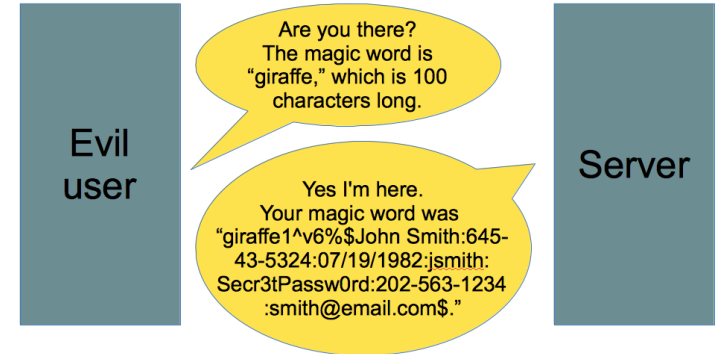 Evil
user
Are you there?
The magic word is
“giraffe,” which is 100
characters long.
Yes I'm here.
Your magic word was
“giraffe1^v6%$John Smith:645-
43-5324:07/19/1982:jsmith:
Secr3tPassw0rd:202-563-1234
:smith@email.com$.”
Server